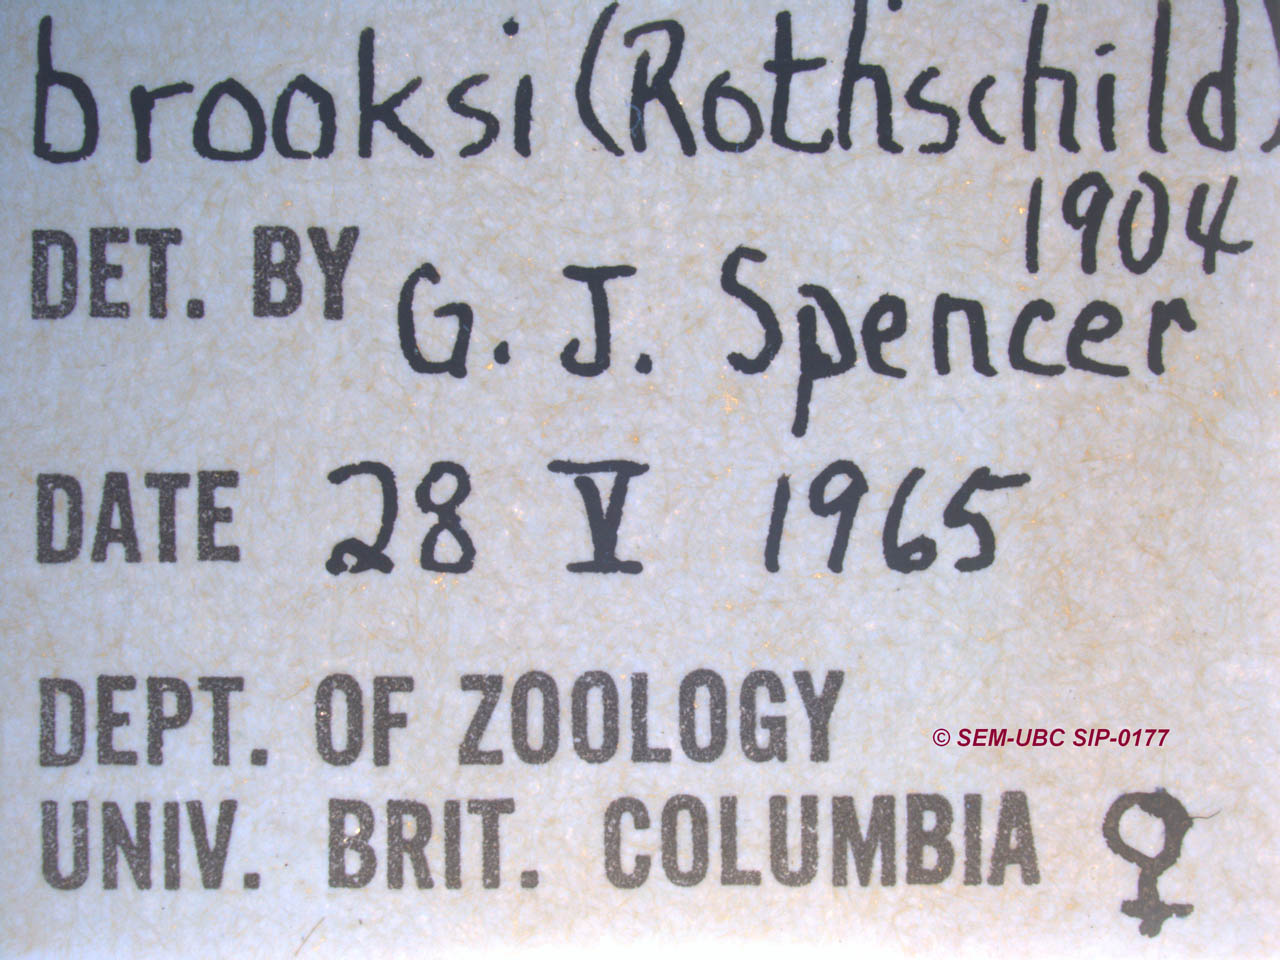 brooksi (Rothschild)
1904
DET. BY G. J. Spencer
DATE 28 V 1965
DEPT. OF ZOOLOGY
© SEM-UBC SIP-0177
UNIV. BRIT. COLUMBIA ♀